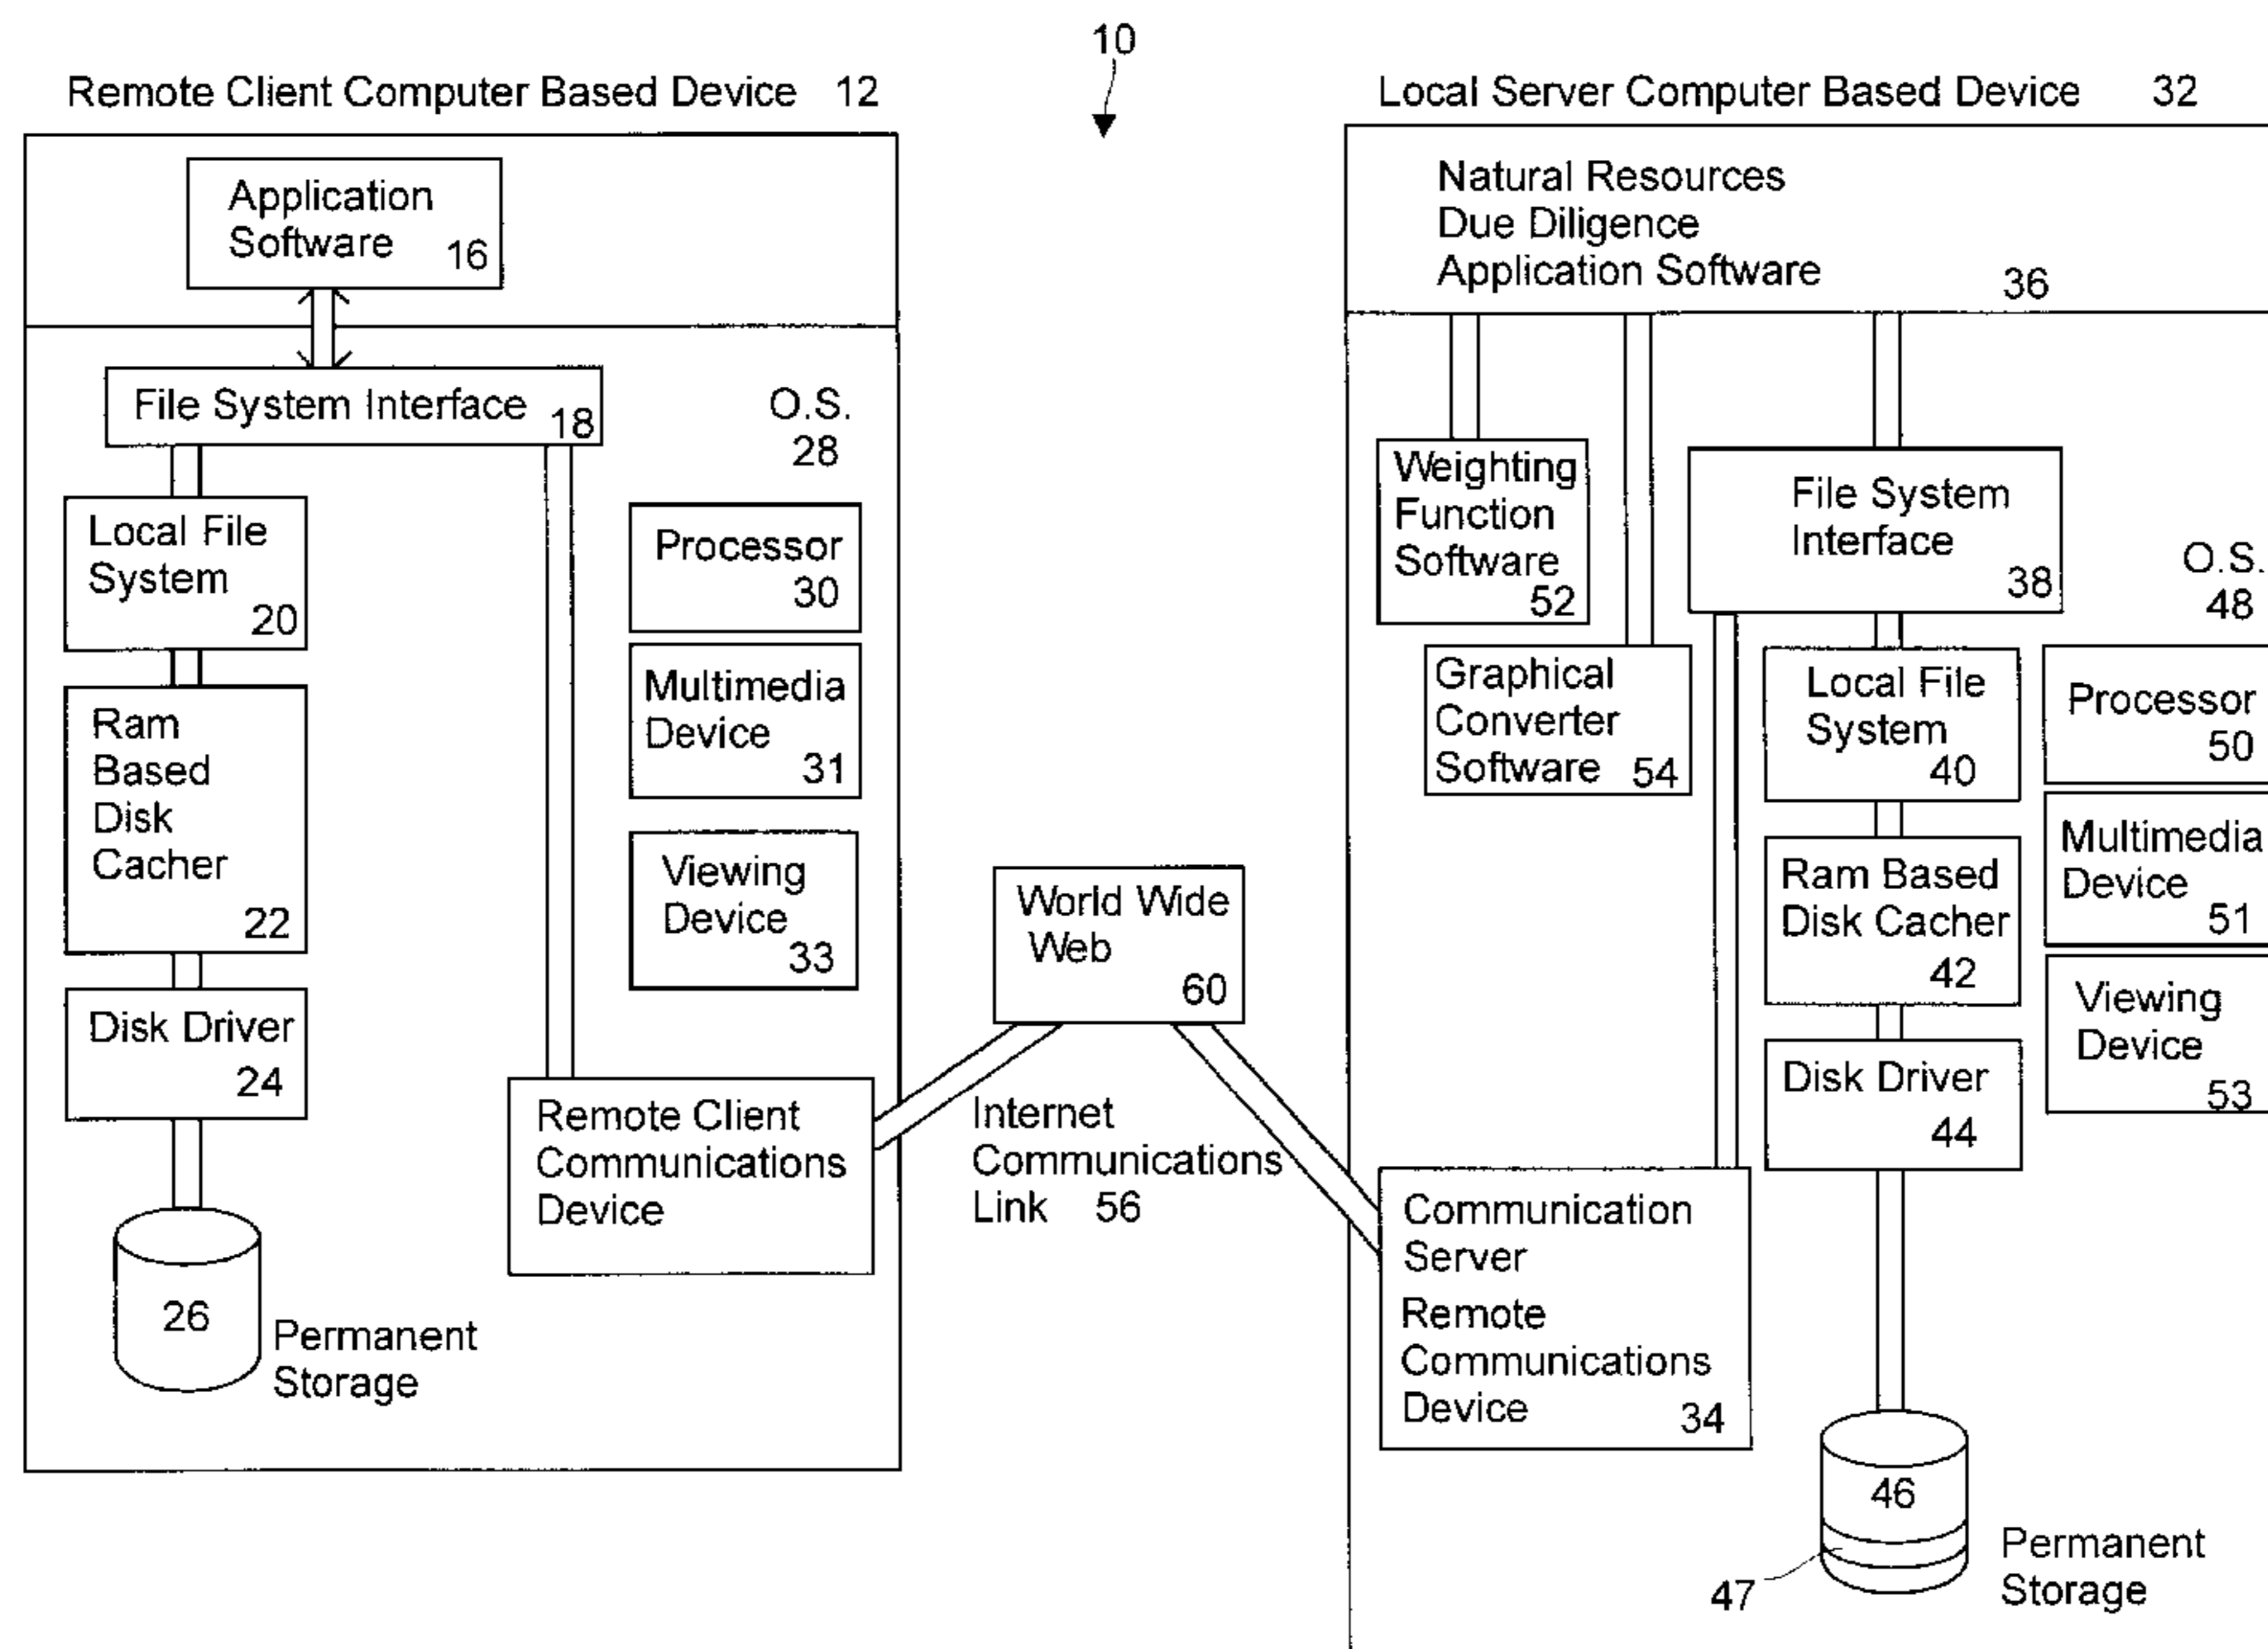 10
Remote Client Computer Based Device 12
Application
Software 16
File System Interface 18
O.S.
28
Local File
System
20
Ram
Based
Disk
Cacher
22
Disk Driver
24
26
Permanent
Storage
Processor
30
Multimedia
Device
31
Viewing
Device
33
Remote Client
Communications
Device
World Wide
Web
60
Internet
Communications
Link 56
Local Server Computer Based Device 32
Natural Resources
Due Diligence
Application Software 36
Weighting
Function
Software
52
Graphical
Converter
Software 54
File System
Interface
38
O.S.
48
Local File
System
40
Ram Based
Disk Cacher
42
Disk Driver
44
Processor
50
Multimedia
Device
51
Viewing
Device
53
Communication
Server
Remote
Communications
Device 34
46
47
Permanent
Storage